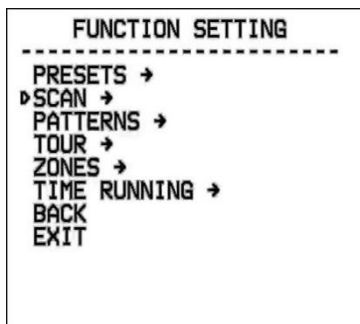 FUNCTION SETTING
PRESETS →
SCAN →
PATTERNS →
TOUR →
ZONES →
TIME RUNNING →
BACK
EXIT